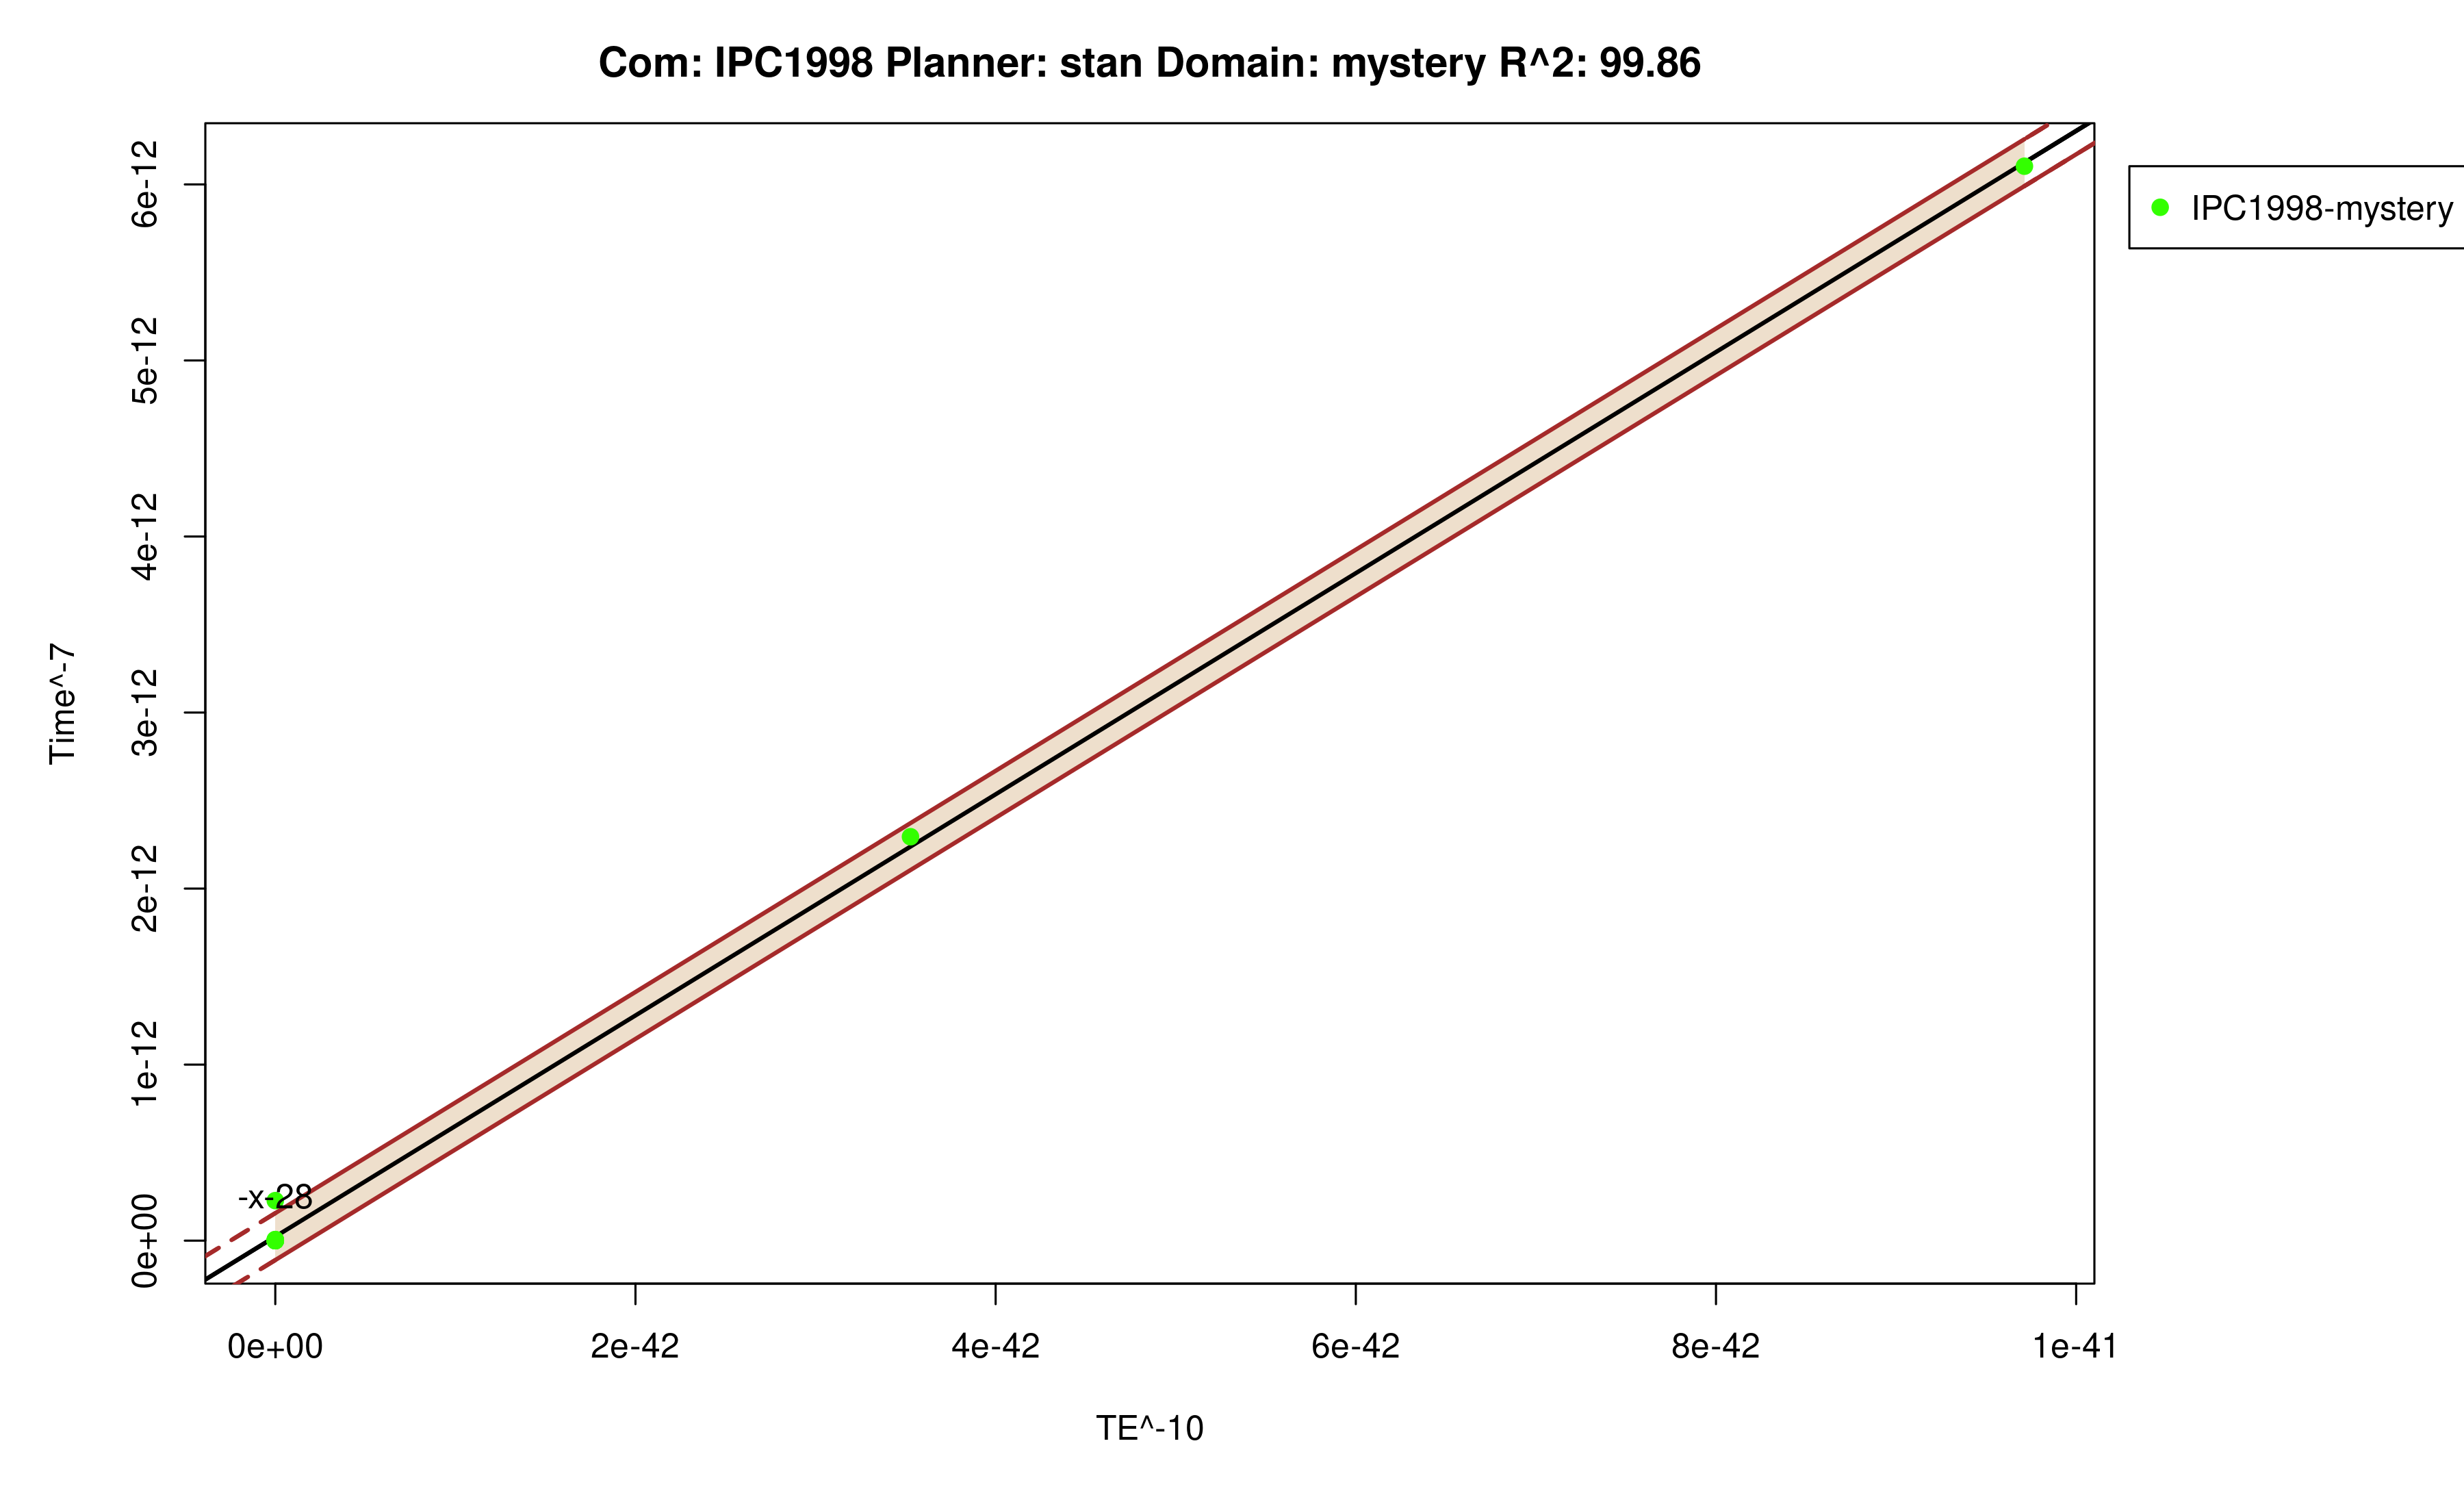 Com: IPC1998 Planner: stan Domain: mystery R^2: 99.86
IPC1998-mystery
6e-12
5e-12
4e-12
3e-12
2e-12
1e-12
0e+00
Time^-7
-x-28
0e+00 2e-42 4e-42 6e-42 8e-42 1e-41
TE^-10